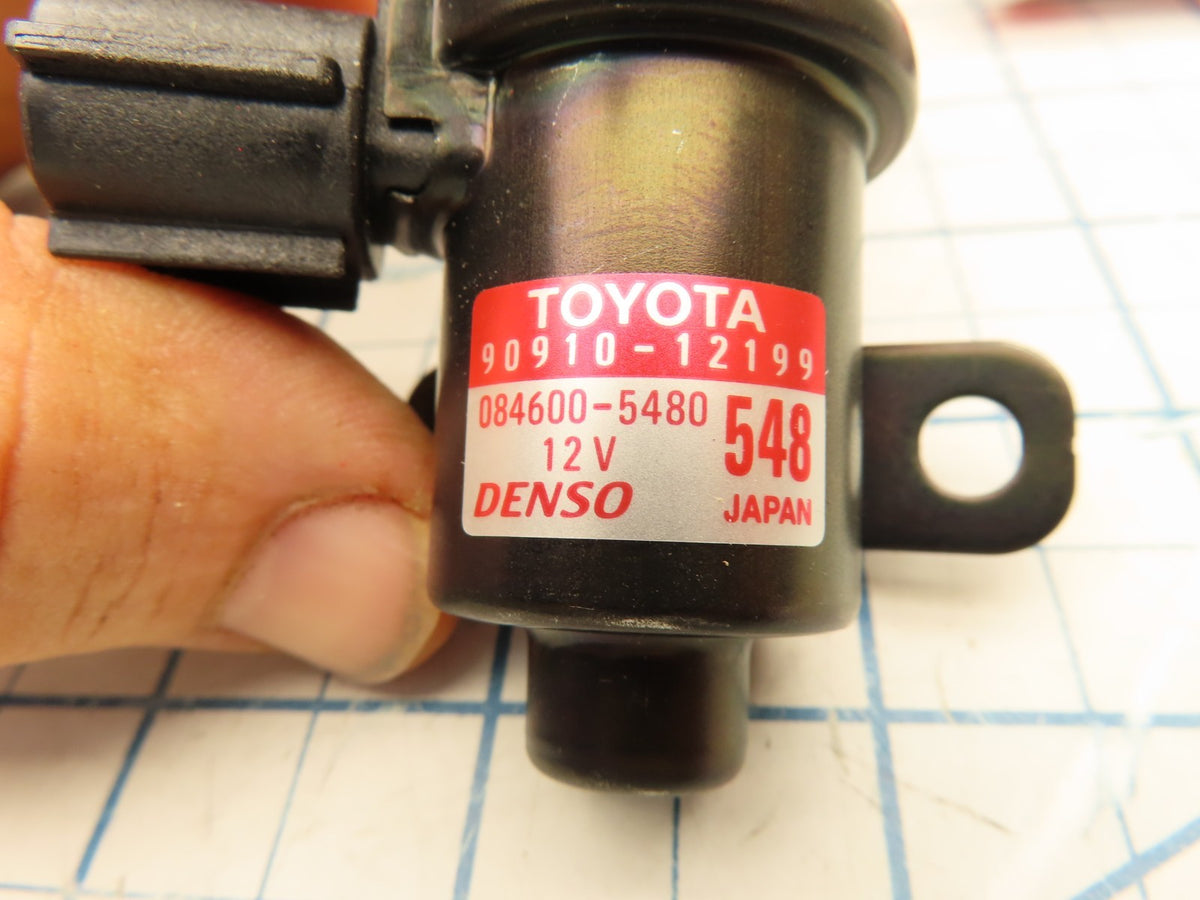 TOYOTA
90910-12199
084600-5480
548
12V
DENSO
JAPAN